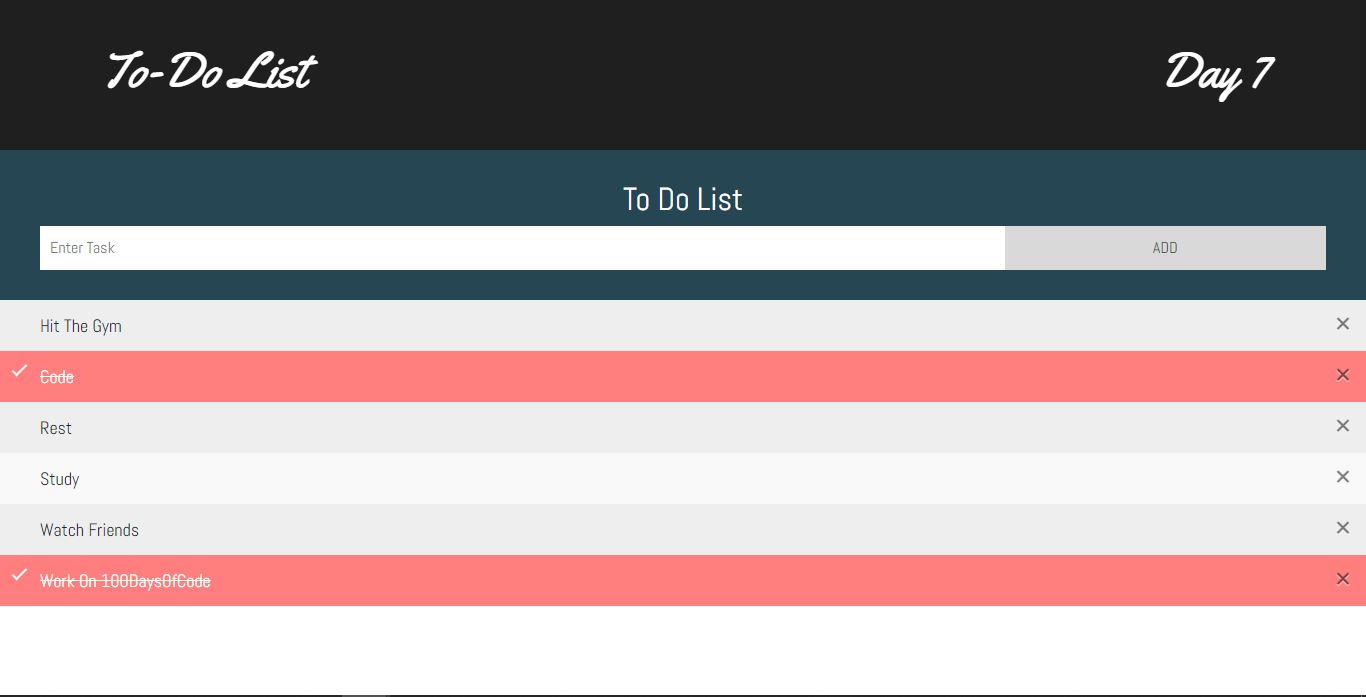 To-Do List
Day 7
To Do List
Enter Task
ADD
Hit The Gym
Code
Rest
Study
Watch Friends
Work On 100DaysOfCode